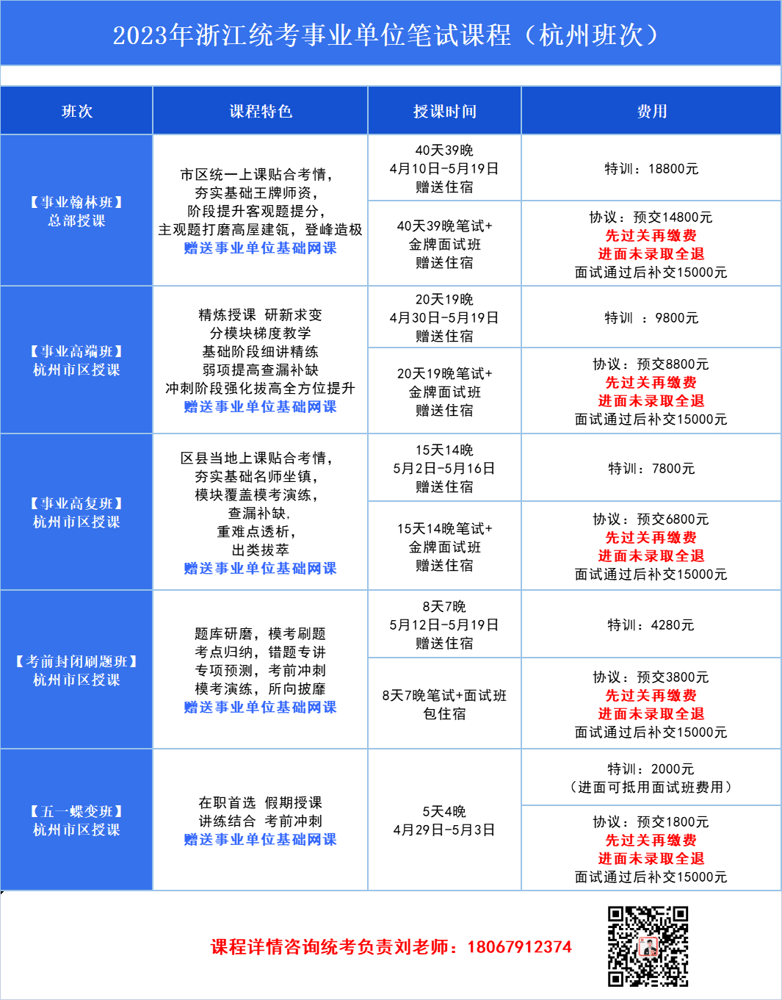 2023年浙江统考事业单位笔试课程（杭州班次）
班次
课程特色
授课时间
费用
【事业翰林班】
总部授课
市区统一上课贴合考情，
夯实基础王牌师资，
阶段提升客观题提分，
主观题打磨高屋建瓴，登峰造极
赠送事业单位基础网课
40天39晚
4月10日-5月19日
赠送住宿
特训：18800元
40天39晚笔试+
金牌面试班
赠送住宿
协议：预交14800元
先过关再缴费
进面未录取全退
面试通过后补交15000元
【事业高端班】
杭州市区授课
精炼授课 研新求变
分模块梯度教学
基础阶段细讲精练
弱项提高查漏补缺
冲刺阶段强化拔高全方位提升
赠送事业单位基础网课
20天19晚
4月30日-5月19日
赠送住宿
特训 ：9800元
20天19晚笔试+
金牌面试班
赠送住宿
协议：预交8800元
先过关再缴费
进面未录取全退
面试通过后补交15000元
【事业高复班】
杭州市区授课
区县当地上课贴合考情，
夯实基础名师坐镇，
模块覆盖模考演练，
查漏补缺,
重难点透析，
出类拔萃
赠送事业单位基础网课
15天14晚
5月2日-5月16日
赠送住宿
特训：7800元
15天14晚笔试+
金牌面试班
赠送住宿
协议：预交6800元
先过关再缴费
进面未录取全退
面试通过后补交15000元
【考前封闭刷题班】
杭州市区授课
题库研磨，模考刷题
考点归纳，错题专讲
专项预测，考前冲刺
模考演练，所向披靡
赠送事业单位基础网课
8天7晚
5月12日-5月19日
赠送住宿
特训：4280元
8天7晚笔试+面试班
包住宿
协议：预交3800元
先过关再缴费
进面未录取全退
面试通过后补交15000元
【五一蝶变班】
杭州市区授课
在职首选 假期授课
讲练结合 考前冲刺
赠送事业单位基础网课
5天4晚
4月29日-5月3日
特训：2000元
（进面可抵用面试班费用）
协议：预交1800元
先过关再缴费
进面未录取全退
面试通过后补交15000元
课程详情咨询统考负责刘老师：18067912374